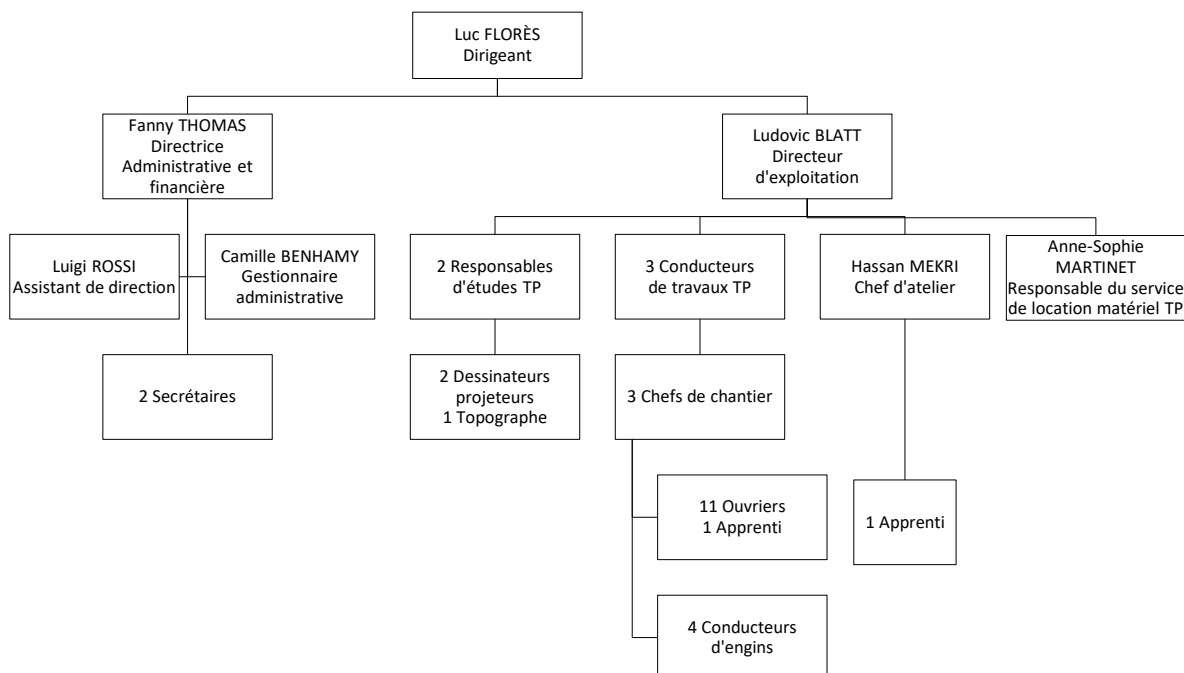 Luc FLORÈS
Dirigeant
Fanny THOMAS
Directrice
Administrative et
financière
Ludovic BLATT
Directeur
d'exploitation
Luigi ROSSI
Assistant de direction
Camille BENHAMY
Gestionnaire
administrative
2 Responsables
d'études TP
3 Conducteurs
de travaux TP
Hassan MEKRI
Chef d'atelier
Anne-Sophie
MARTINET
Responsable du service
de location matériel TP
2 Secrétaires
2 Dessinateurs
projeteurs
1 Topographe
3 Chefs de chantier
11 Ouvriers
1 Apprenti
1 Apprenti
4 Conducteurs
d'engins